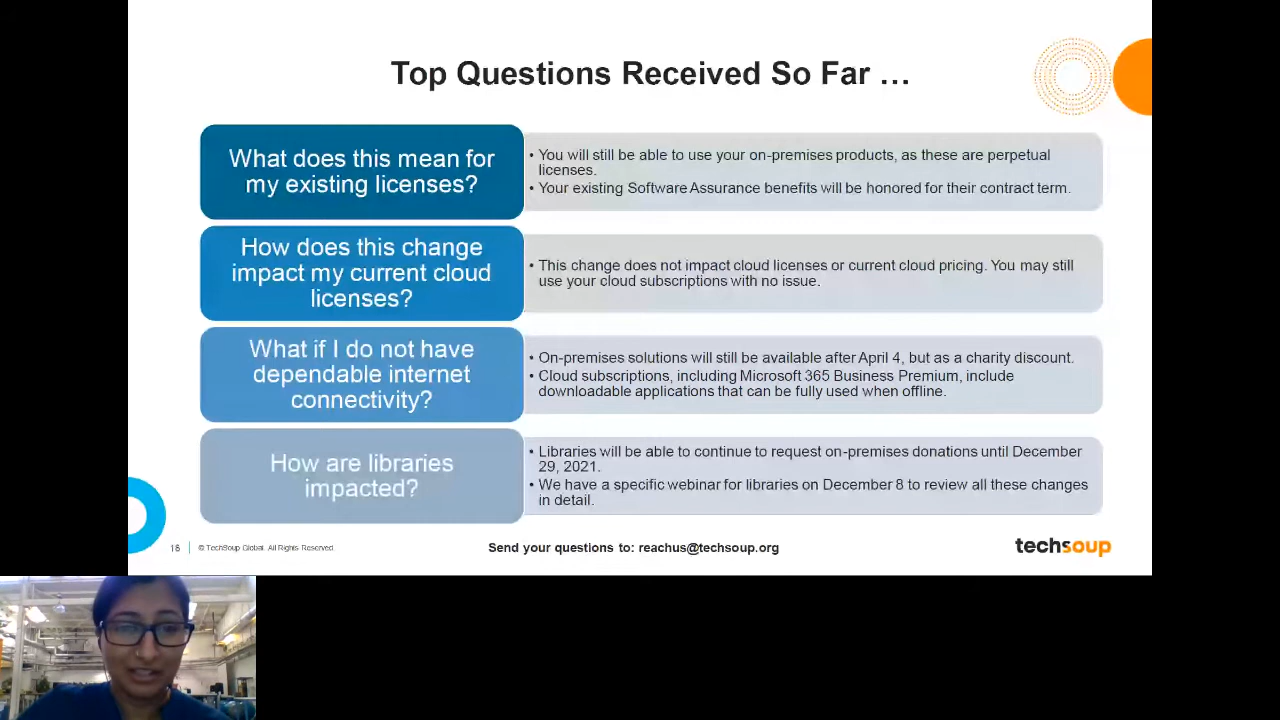 Top Questions Received So Far …
What does this mean for
my existing licenses?
• You will still be able to use your on-premises products, as these are perpetual
licenses.
• Your existing Software Assurance benefits will be honored for their contract term.
How does this change
impact my current cloud
licenses?
• This change does not impact cloud licenses or current cloud pricing. You may still
use your cloud subscriptions with no issue.
What if I do not have
dependable internet
connectivity?
• On-premises solutions will still be available after April 4, but as a charity discount.
• Cloud subscriptions, including Microsoft 365 Business Premium, include
downloadable applications that can be fully used when offline.
How are libraries
impacted?
• Libraries will be able to continue to request on-premises donations until December
29, 2021.
• We have a specific webinar for libraries on December 8 to review all these changes
in detail.
© TechSoup Global. All Rights Reserved.
Send your questions to: reachus@techsoup.org
techsoup